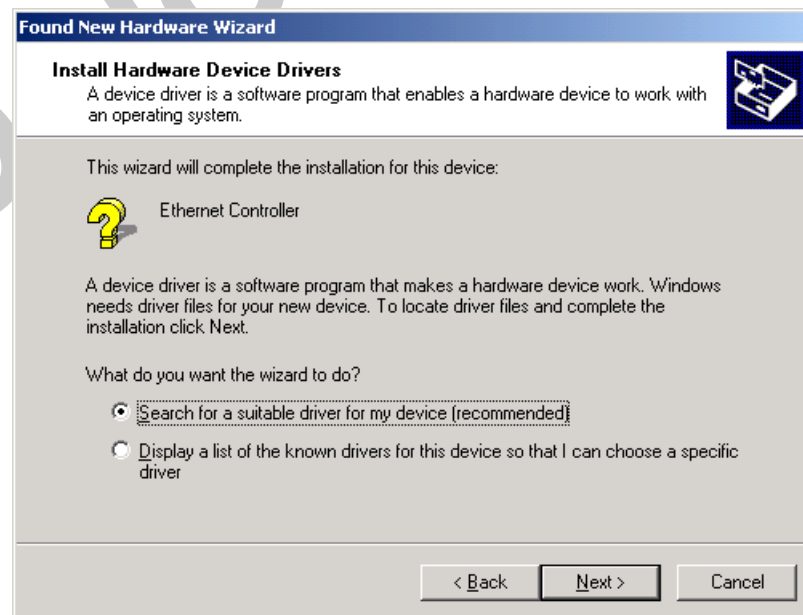 Found New Hardware Wizard
Install Hardware Device Drivers
A device driver is a software program that enables a hardware device to work with
an operating system.
This wizard will complete the installation for this device:
Ethernet Controller
A device driver is a software program that makes a hardware device work. Windows
needs driver files for your new device. To locate driver files and complete the
installation click Next.
What do you want the wizard to do?
Search for a suitable driver for my device (recommended)
Display a list of the known drivers for this device so that I can choose a specific
driver
< Back
Next >
Cancel